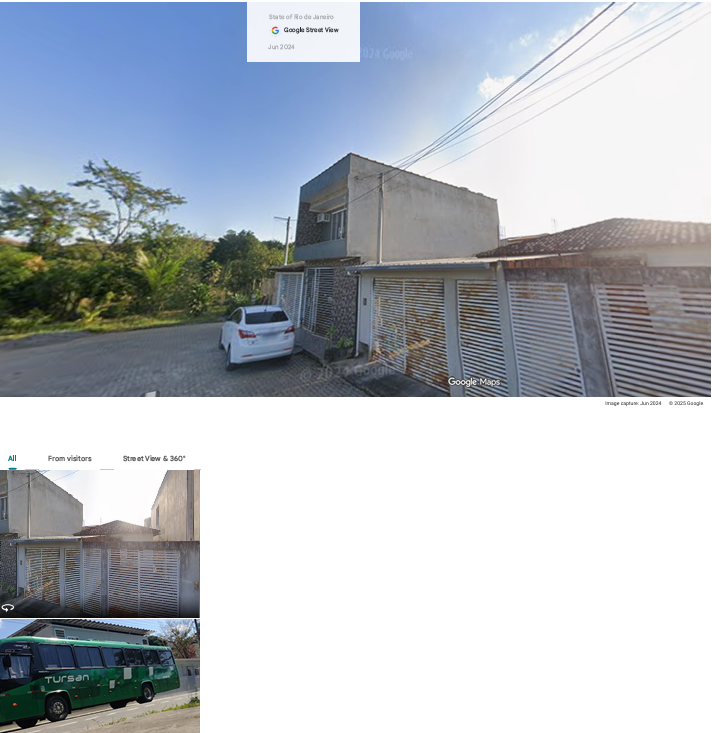 State of Rio de Janeiro
Google Street View
Jun 2024
2024 Google
© 2024 Google
Google Maps
Image capture: Jun 2024 © 2025 Google
All From visitors Street View & 360°
TURSAN